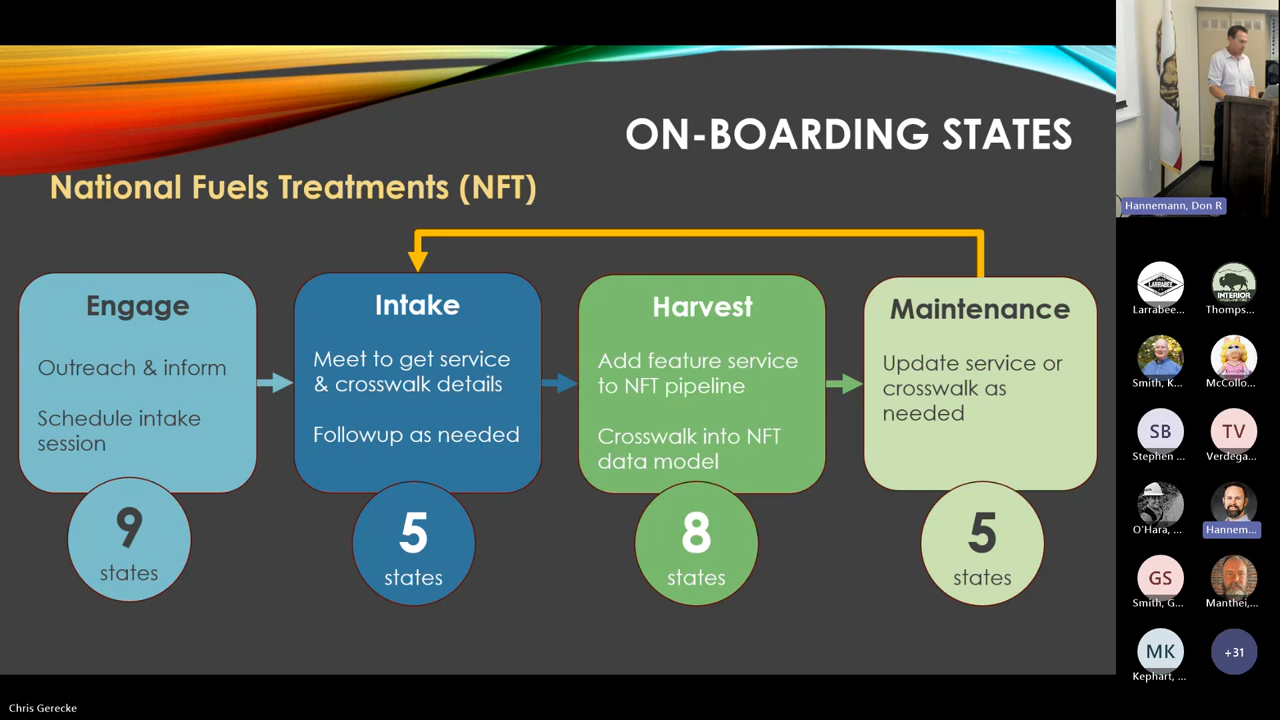 ON-BOARDING STATES
National Fuels Treatments (NFT)
Engage
Outreach & inform
Schedule intake
session
9
states
Intake
Meet to get service
& crosswalk details
Followup as needed
5
states
Harvest
Add feature service
to NFT pipeline
Crosswalk into NFT
data model
8
states
Maintenance
Update service or
crosswalk as
needed
5
states
Hannemann, Don R
LARRABEE
Larrabee...
INTERIOR
Thomps...
Smith, K...
McCollo...
SB
Stephen ...
TV
Verdega...
O'Hara, ...
Hannem...
GS
Smith, G...
Manthei,...
MK
Kephart, ...
+31
Chris Gerecke